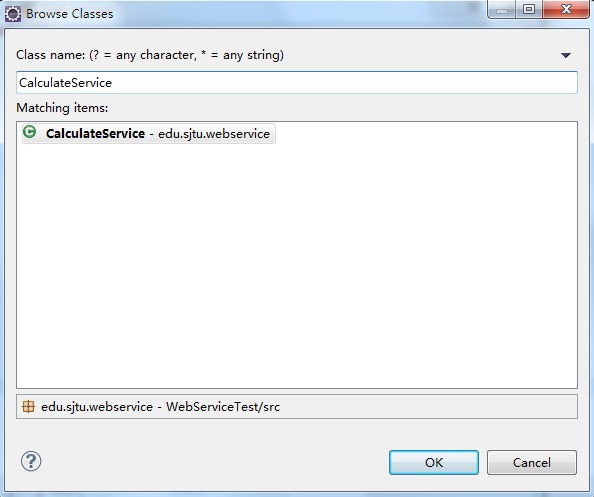 Browse Classes
Class name: (? = any character, * = any string)
CalculateService
Matching items:
CalculateService - edu.sjtu.webservice
edu.sjtu.webservice - WebServiceTest/src
OK Cancel